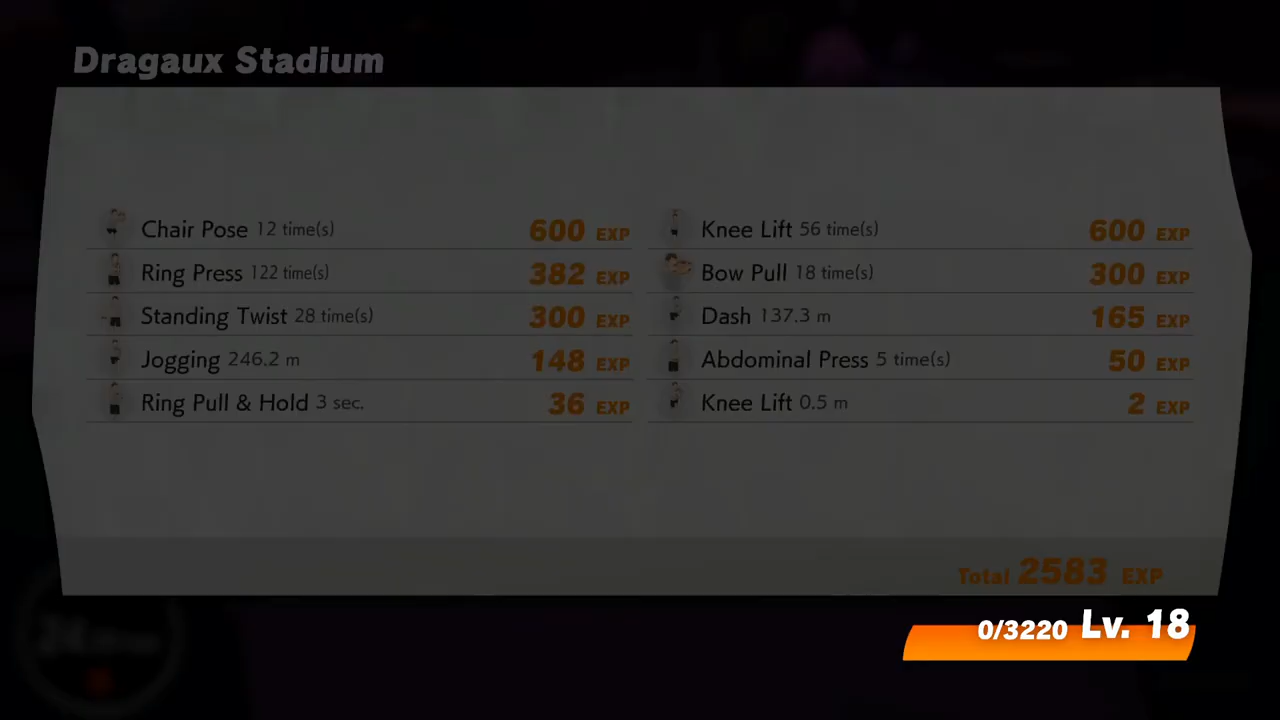 Dragaux Stadium
Chair Pose 12 time(s) 600 EXP
Knee Lift 56 time(s) 600 EXP
Ring Press 122 time(s) 382 EXP
Bow Pull 18 time(s) 300 EXP
Standing Twist 28 time(s) 300 EXP
Dash 137.3 m 165 EXP
Jogging 246.2 m 148 EXP
Abdominal Press 5 time(s) 50 EXP
Ring Pull & Hold 3 sec. 36 EXP
Knee Lift 0.5 m 2 EXP
Total 2583 EXP
0/3220 Lv. 18